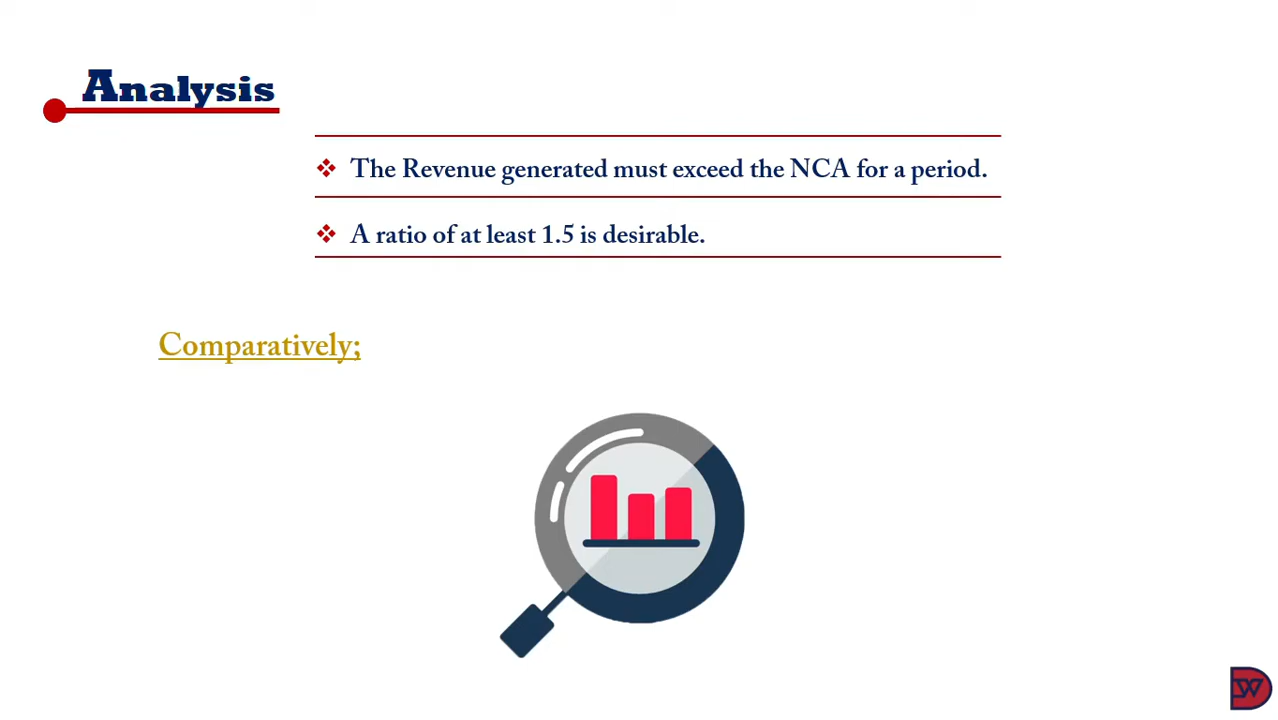 Analysis
❖ The Revenue generated must exceed the NCA for a period.
❖ A ratio of at least 1.5 is desirable.
Comparatively;
DW